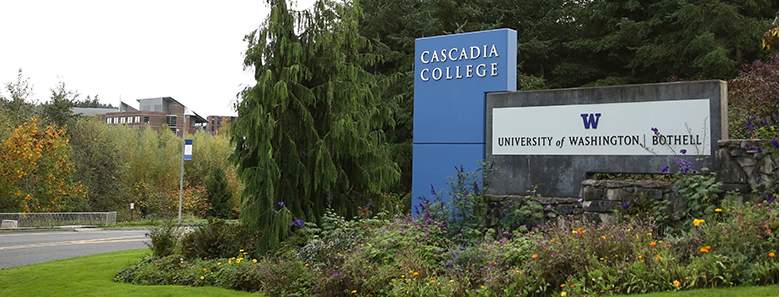 CASCADIA
COLLEGE
W
UNIVERSITY of WASHINGTON | BOTHELL